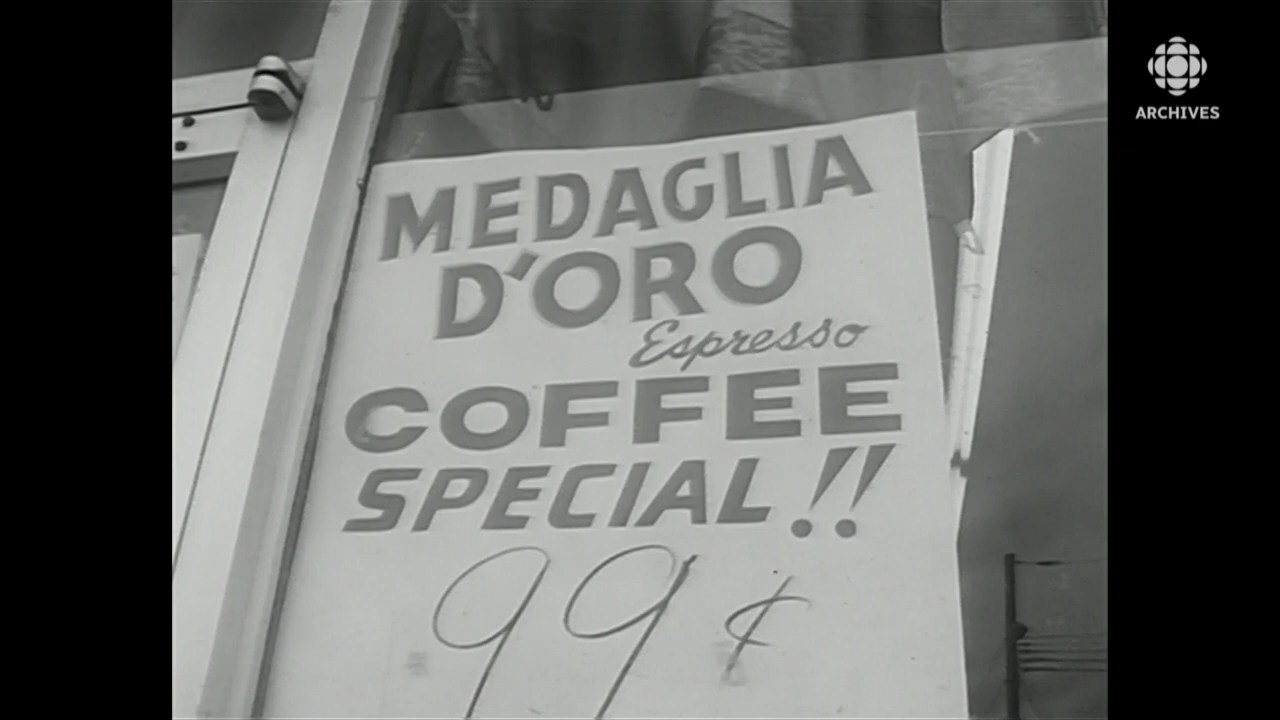 MEDAGLIA
D'ORO
Espresso
COFFEE
SPECIAL!!
99¢
ARCHIVES